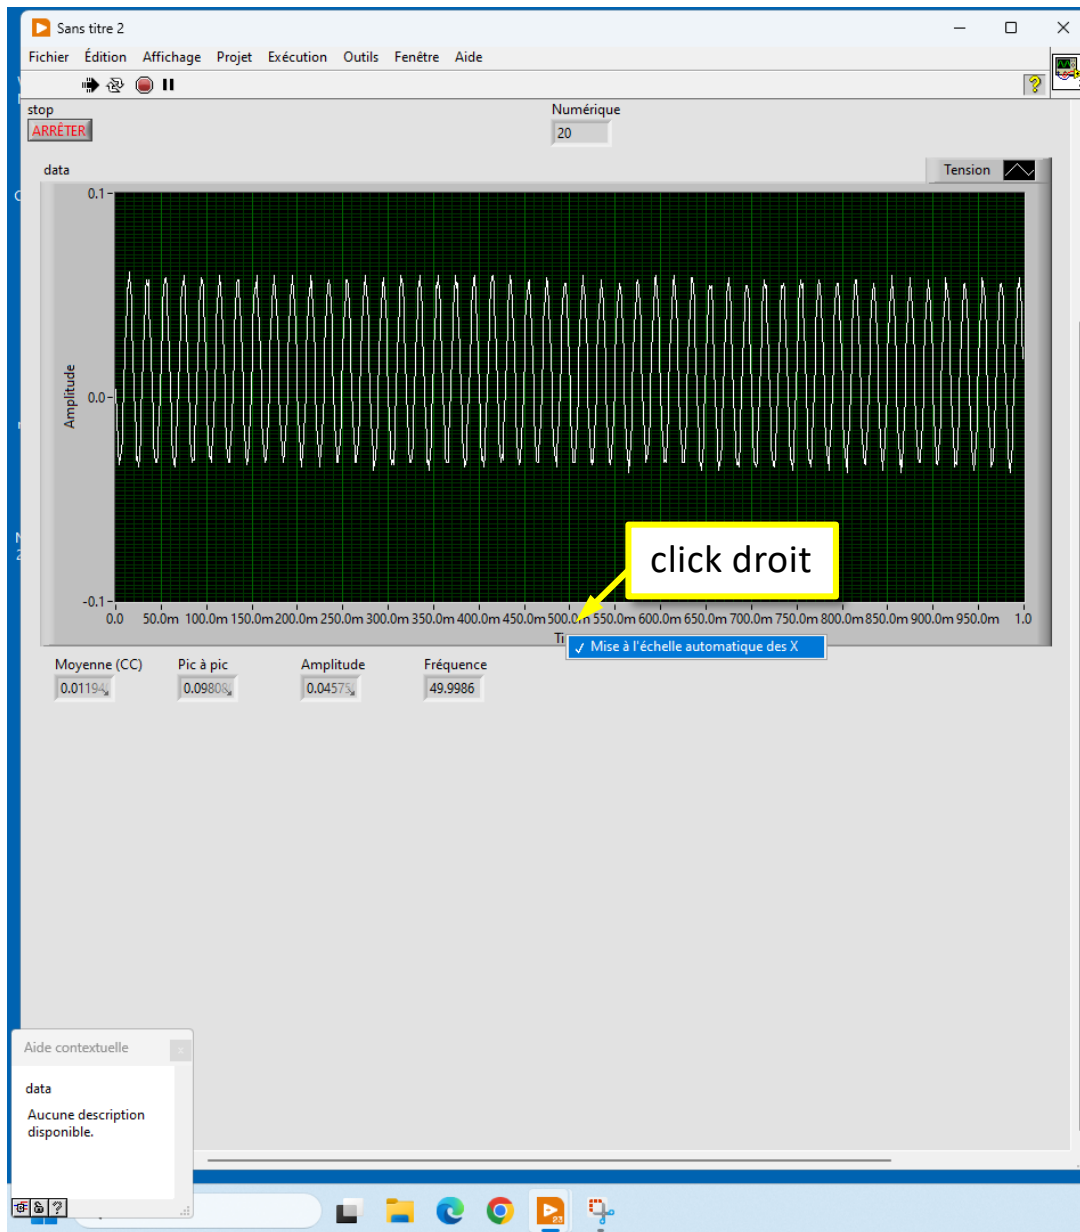 Sans titre 2
Fichier Édition Affichage Projet Exécution Outils Fenêtre Aide
stop
ARRÊTER
Numérique
20
data
Tension
0.1
0.0
-0.1
Amplitude
0.0 50.0m 100.0m 150.0m 200.0m 250.0m 300.0m 350.0m 400.0m 450.0m 500.0m 550.0m 600.0m 650.0m 700.0m 750.0m 800.0m 850.0m 900.0m 950.0m 1.0
click droit
✓ Mise à l'échelle automatique des X
Moyenne (CC) Pic à pic Amplitude Fréquence
0.01194 0.09808 0.04575 49.9986
Aide contextuelle
data
Aucune description
disponible.
23